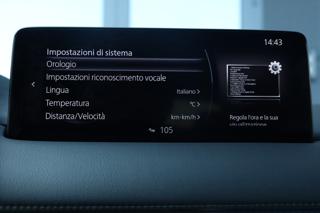 14:43
Impostazioni di sistema
Orologio
Impostazioni riconoscimento vocale
Lingua Italiano
Temperatura °C
Distanza/Velocità km-km/h
Regola l'ora e la sua
105